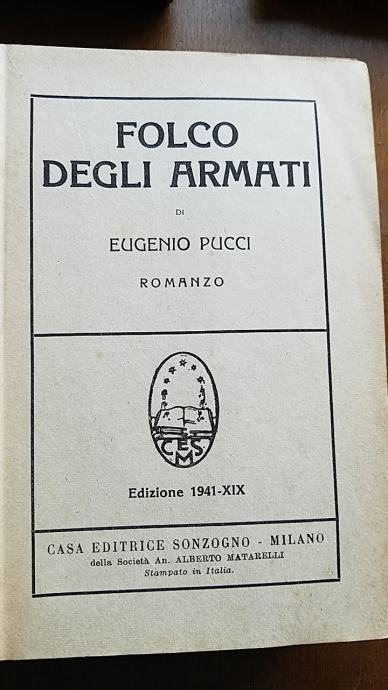 FOLCO
DEGLI ARMATI
DI
EUGENIO PUCCI
ROMANZO
CESM
Edizione 1941-XIX
CASA EDITRICE SONZOGNO - MILANO
della Società An. ALBERTO MATARELLI
Stampato in Italia.